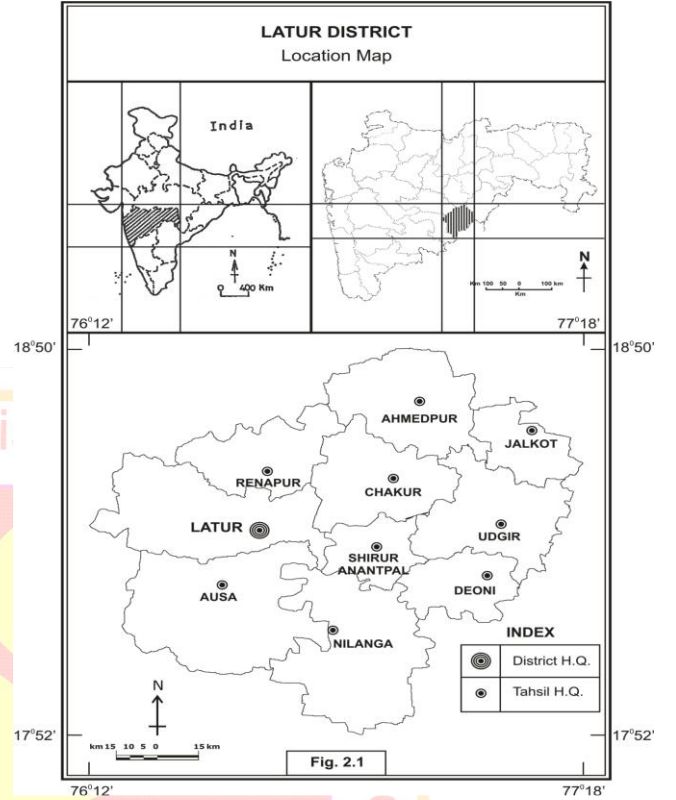 LATUR DISTRICT
Location Map
India
N
0 400 Km
N
Km 100 50 0 100 km
Km
76°12' 77°18'
18°50' 18°50'
AHMEDPUR
JALKOT
RENAPUR
CHAKUR
LATUR
UDGIR
SHIRUR
ANANTPAL
DEONI
AUSA
NILANGA
INDEX
District H.Q.
Tahsil H.Q.
N
17°52' 17°52'
km 15 10 5 0 15 km
Fig. 2.1
76°12' 77°18'